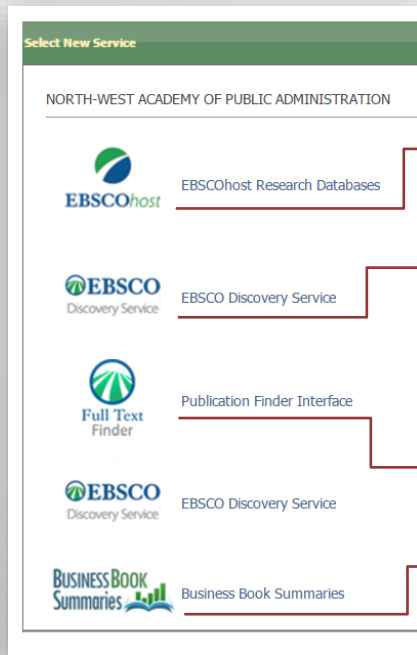 Select New Service
NORTH-WEST ACADEMY OF PUBLIC ADMINISTRATION
EBSCOhost
EBSCOhost Research Databases
EBSCO
Discovery Service
EBSCO Discovery Service
Full Text
Finder
Publication Finder Interface
EBSCO
Discovery Service
EBSCO Discovery Service
BUSINESS BOOK
Summaries
Business Book Summaries